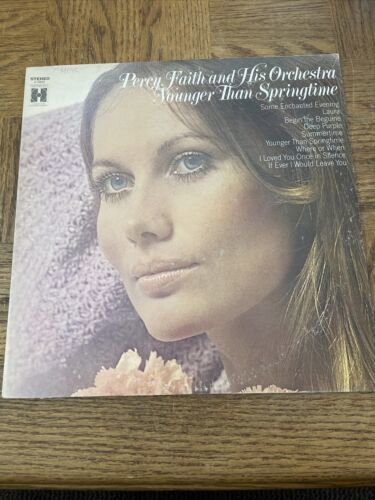 STEREO
H
Percy Faith and His Orchestra
Younger Than Springtime
Some Enchanted Evening
Laura
Begin the Beguine
Deep Purple
Summertime
Younger Than Springtime
Where or When
I Loved You Once in Silence
If Ever I Would Leave You